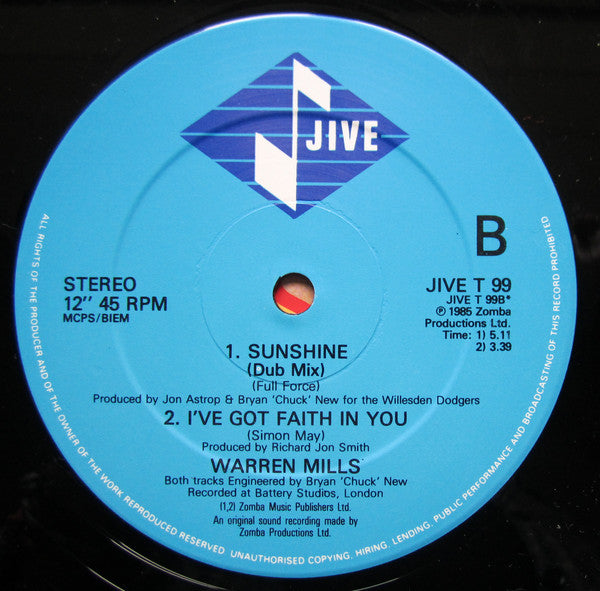 JIVE
B
STEREO
12" 45 RPM
MCPS/BIEM
JIVE T 99
JIVE T 99B*
℗ 1985 Zomba
Productions Ltd.
Time: 1) 5.11
2) 3.39
1. SUNSHINE
(Dub Mix)
(Full Force)
Produced by Jon Astrop & Bryan 'Chuck' New for the Willesden Dodgers
2. I'VE GOT FAITH IN YOU
(Simon May)
Produced by Richard Jon Smith
WARREN MILLS
Both tracks Engineered by Bryan 'Chuck' New
Recorded at Battery Studios, London
(1,2) Zomba Music Publishers Ltd.
An original sound recording made by
Zomba Productions Ltd.
ALL RIGHTS OF THE PRODUCER AND OF THE OWNER OF THE WORK REPRODUCED RESERVED UNAUTHORISED COPYING, HIRING, LENDING, PUBLIC PERFORMANCE AND BROADCASTING OF THIS RECORD PROHIBITED